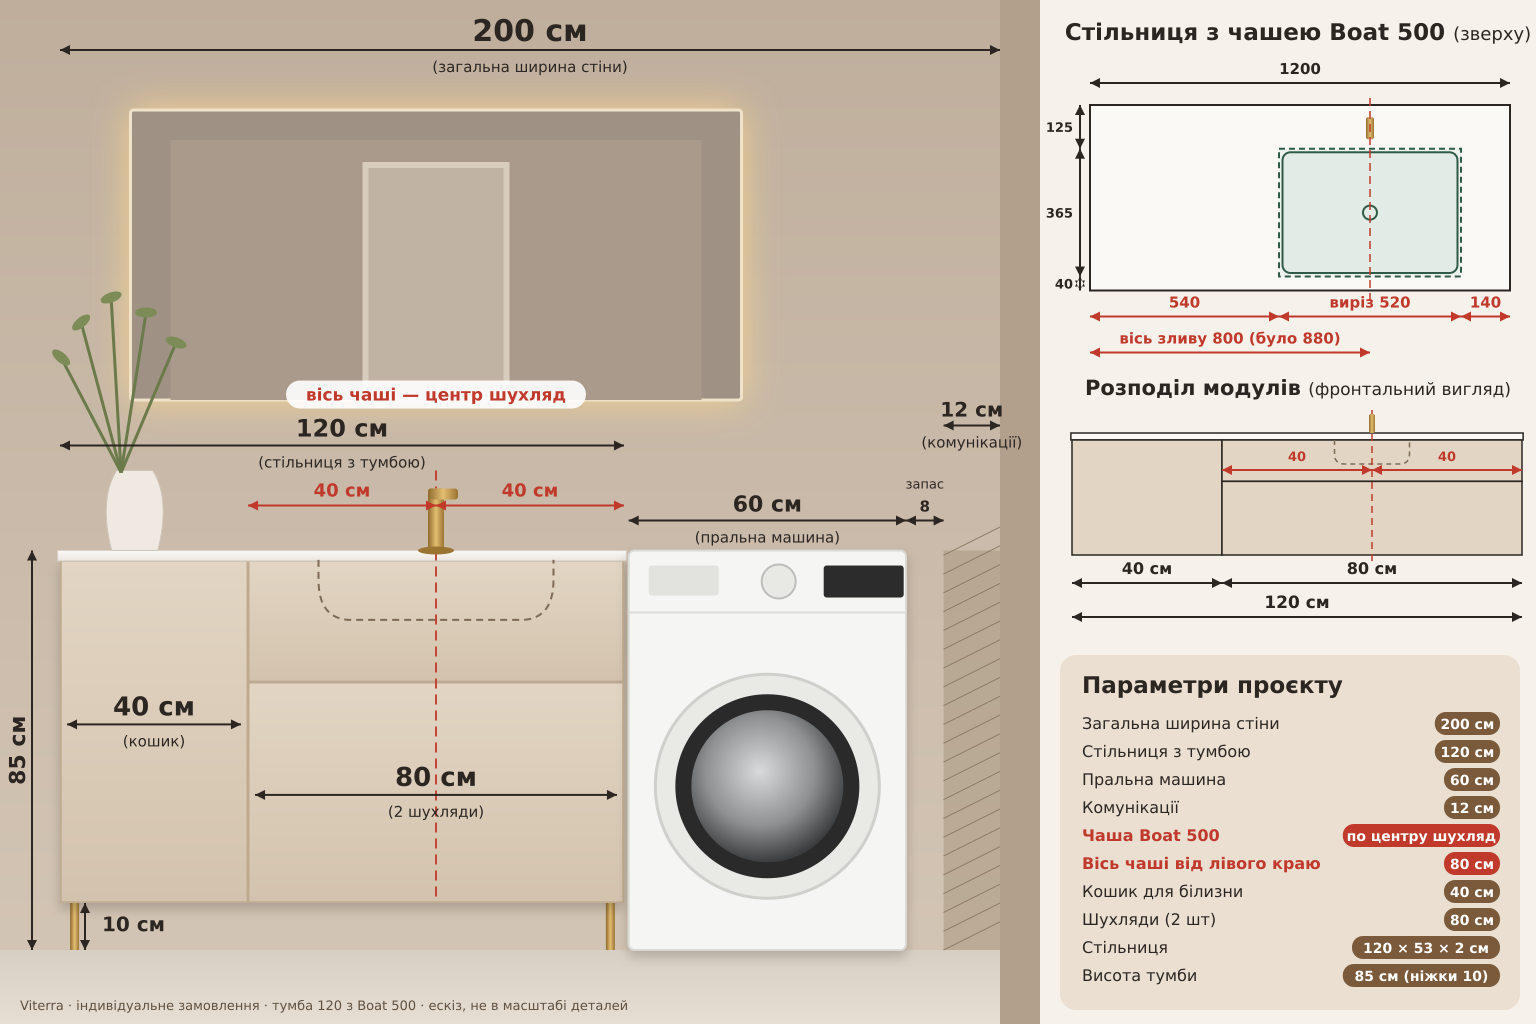 200 см
(загальна ширина стіни)
вісь чаші — центр шухляд
120 см
(стільниця з тумбою)
40 см
40 см
12 см
(комунікації)
запас
8
60 см
(пральна машина)
85 см
40 см
(кошик)
80 см
(2 шухляди)
10 см
Viterra · індивідуальне замовлення · тумба 120 з Boat 500 · ескіз, не в масштабі деталей
Стільниця з чашею Boat 500 (зверху)
1200
125
365
40
540
виріз 520
140
вісь зливу 800 (було 880)
Розподіл модулів (фронтальний вигляд)
40
40
40 см
80 см
120 см
Параметри проєкту
Загальна ширина стіни 200 см
Стільниця з тумбою 120 см
Пральна машина 60 см
Комунікації 12 см
Чаша Boat 500 по центру шухляд
Вісь чаші від лівого краю 80 см
Кошик для білизни 40 см
Шухляди (2 шт) 80 см
Стільниця 120 × 53 × 2 см
Висота тумби 85 см (ніжки 10)